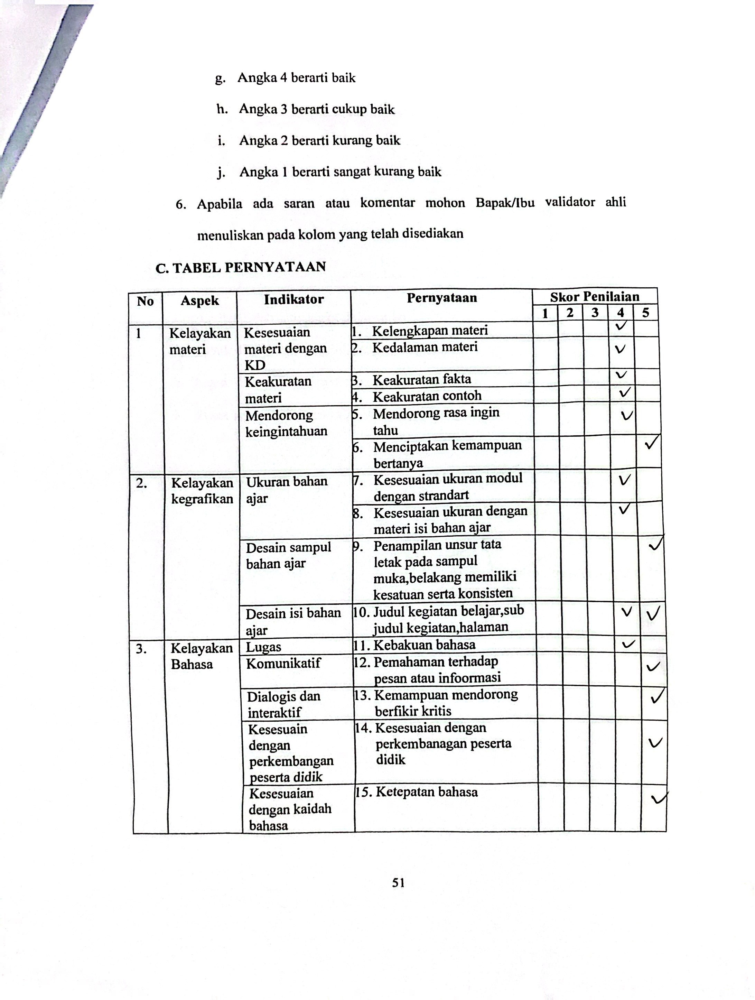 g. Angka 4 berarti baik
h. Angka 3 berarti cukup baik
i. Angka 2 berarti kurang baik
j. Angka 1 berarti sangat kurang baik
6. Apabila ada saran atau komentar mohon Bapak/Ibu validator ahli
menuliskan pada kolom yang telah disediakan
C. TABEL PERNYATAAN
No Aspek Indikator Pernyataan Skor Penilaian
1 2 3 4 5
1 Kelayakan Kesesuaian 1. Kelengkapan materi ✓
materi materi dengan 2. Kedalaman materi ✓
KD
Keakuratan 3. Keakuratan fakta ✓
materi 4. Keakuratan contoh ✓
Mendorong 5. Mendorong rasa ingin ✓
keingintahuan tahu
6. Menciptakan kemampuan ✓
bertanya
2. Kelayakan Ukuran bahan 7. Kesesuaian ukuran modul ✓
kegrafikan ajar dengan strandart
8. Kesesuaian ukuran dengan ✓
materi isi bahan ajar
Desain sampul 9. Penampilan unsur tata ✓
bahan ajar letak pada sampul
muka,belakang memiliki
kesatuan serta konsisten
Desain isi bahan 10. Judul kegiatan belajar,sub ✓ ✓
ajar judul kegiatan,halaman
3. Kelayakan Lugas 11. Kebakuan bahasa ✓
Bahasa Komunikatif 12. Pemahaman terhadap ✓
pesan atau infoormasi
Dialogis dan 13. Kemampuan mendorong ✓
interaktif berfikir kritis
Kesesuain 14. Kesesuaian dengan
dengan perkembanagan peserta ✓
perkembangan didik
peserta didik
Kesesuaian 15. Ketepatan bahasa ✓
dengan kaidah
bahasa
51